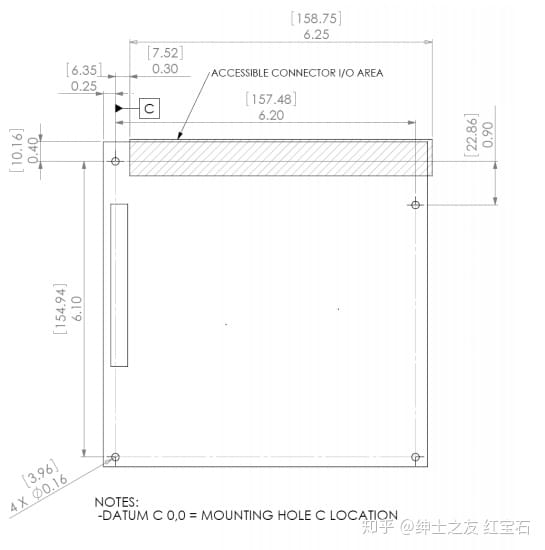 [158.75]
6.25
[7.52]
0.30
[6.35]
0.25
ACCESSIBLE CONNECTOR I/O AREA
C
[157.48]
6.20
[10.16]
0.40
[22.86]
0.90
[154.94]
6.10
[3.96]
4 X Ø0.16
NOTES:
-DATUM C 0,0 = MOUNTING HOLE C LOCATION
知乎 @绅士之友 红宝石